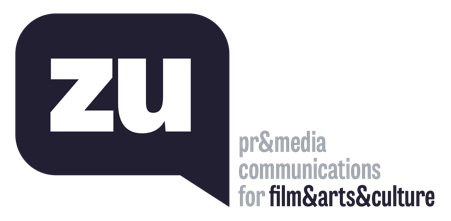 zu
pr&media
communications
for film&arts&culture